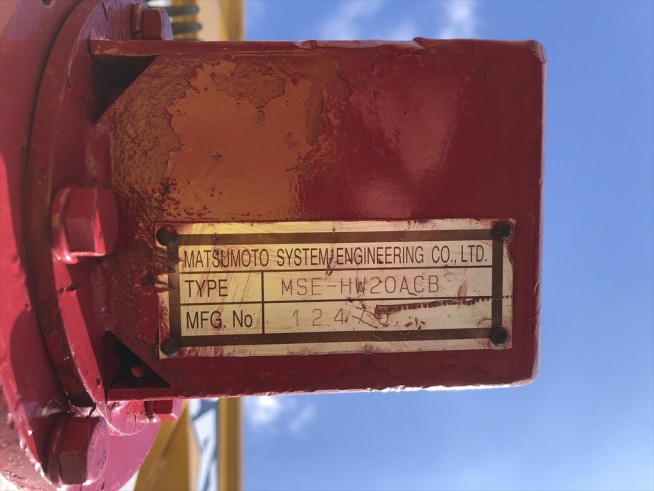 MATSUMOTO SYSTEM ENGINEERING CO., LTD.
TYPE MSE-HW20ACB
MFG. No